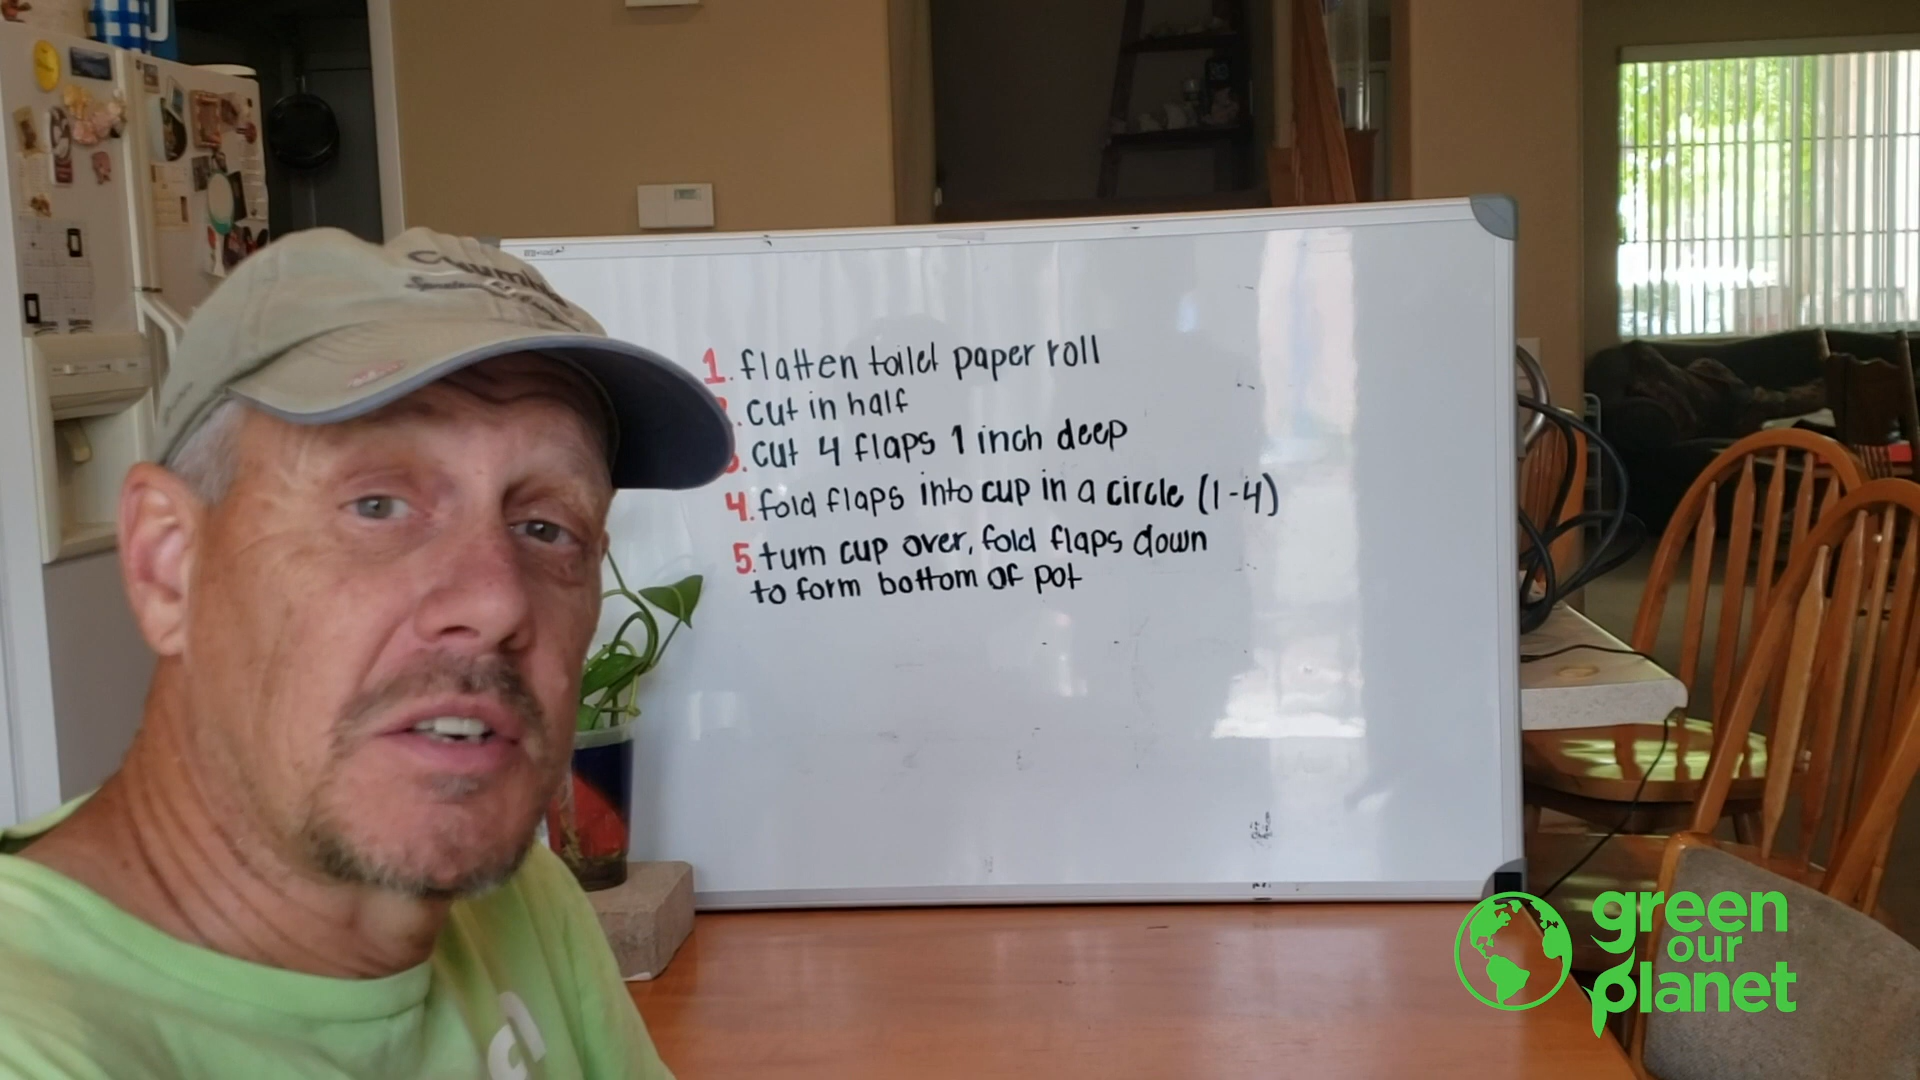 Columbia
1. flatten toilet paper roll
. cut in half
3. cut 4 flaps 1 inch deep
4. fold flaps into cup in a circle (1-4)
5. turn cup over, fold flaps down
to form bottom of pot
green
our
planet